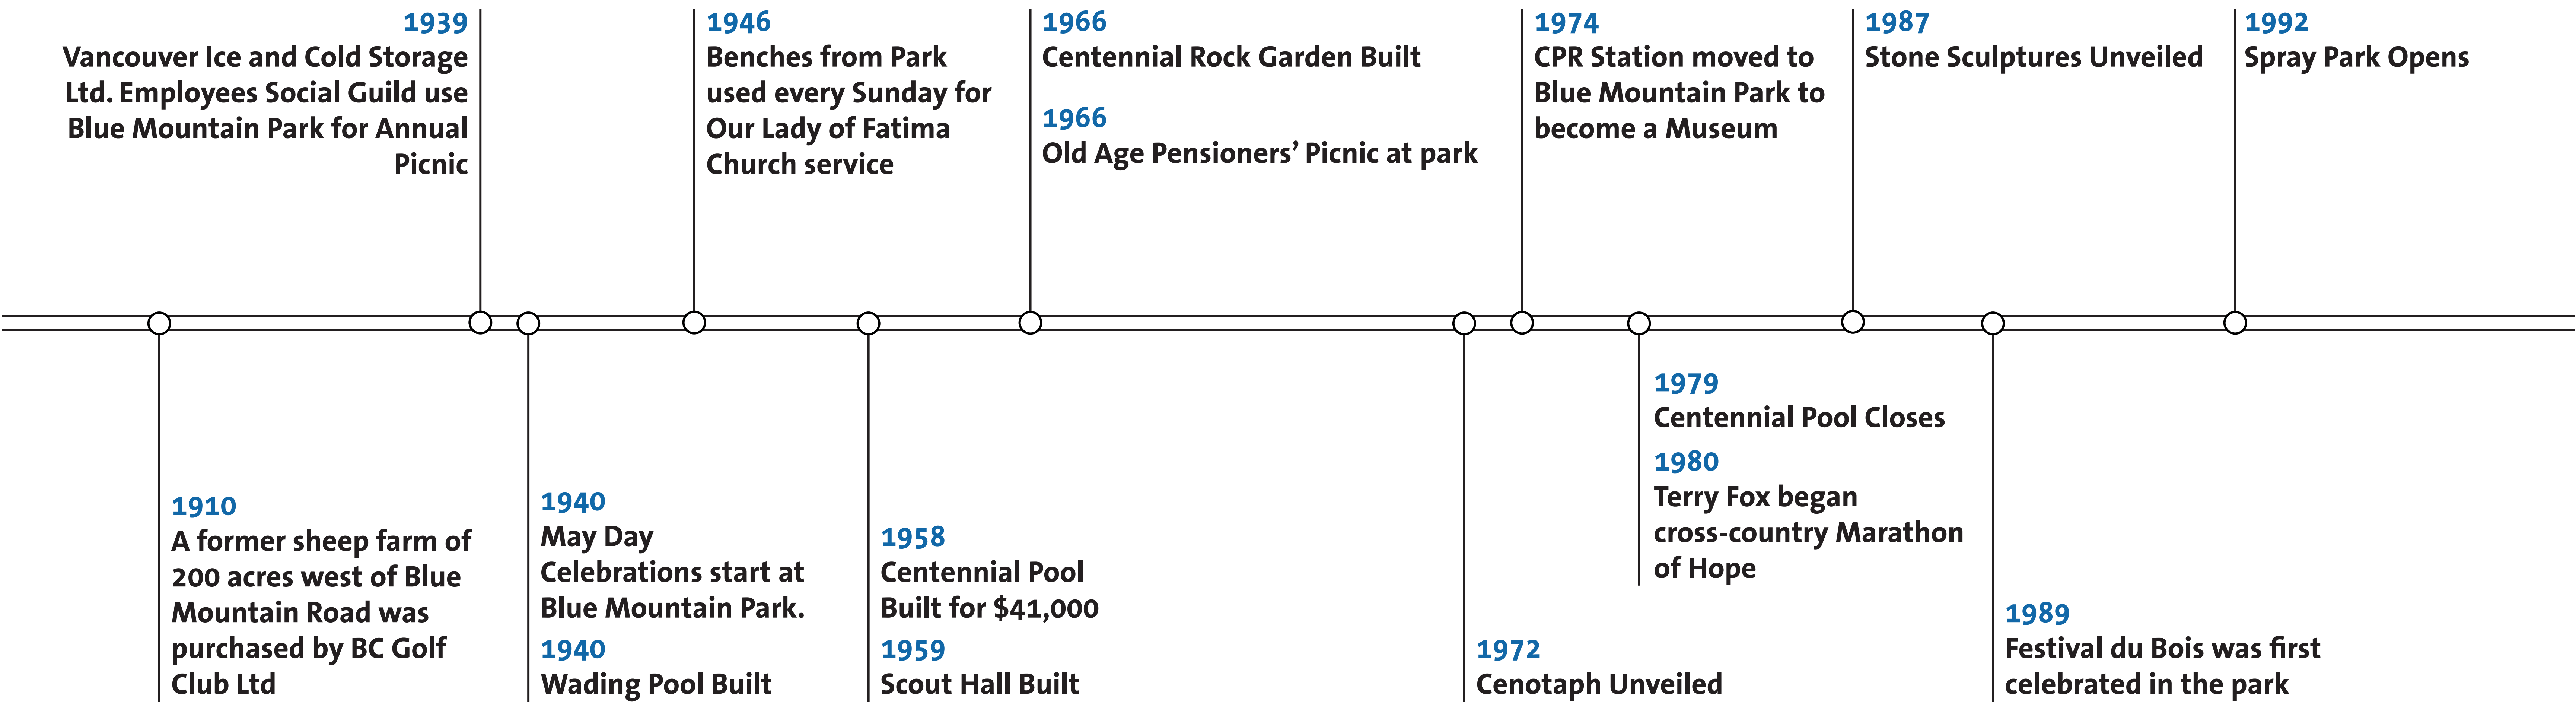 1939
Vancouver Ice and Cold Storage
Ltd. Employees Social Guild use
Blue Mountain Park for Annual
Picnic
1946
Benches from Park
used every Sunday for
Our Lady of Fatima
Church service
1966
Centennial Rock Garden Built
1966
Old Age Pensioners’ Picnic at park
1974
CPR Station moved to
Blue Mountain Park to
become a Museum
1987
Stone Sculptures Unveiled
1992
Spray Park Opens
1910
A former sheep farm of
200 acres west of Blue
Mountain Road was
purchased by BC Golf
Club Ltd
1940
May Day
Celebrations start at
Blue Mountain Park.
1940
Wading Pool Built
1958
Centennial Pool
Built for $41,000
1959
Scout Hall Built
1972
Cenotaph Unveiled
1979
Centennial Pool Closes
1980
Terry Fox began
cross-country Marathon
of Hope
1989
Festival du Bois was first
celebrated in the park